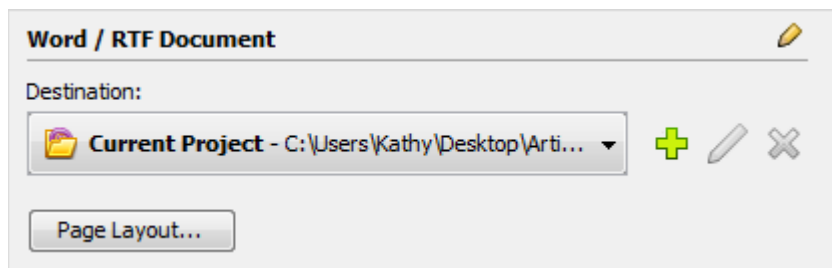 Word / RTF Document
Destination:
Current Project - C:\Users\Kathy\Desktop\Arti...
Page Layout...